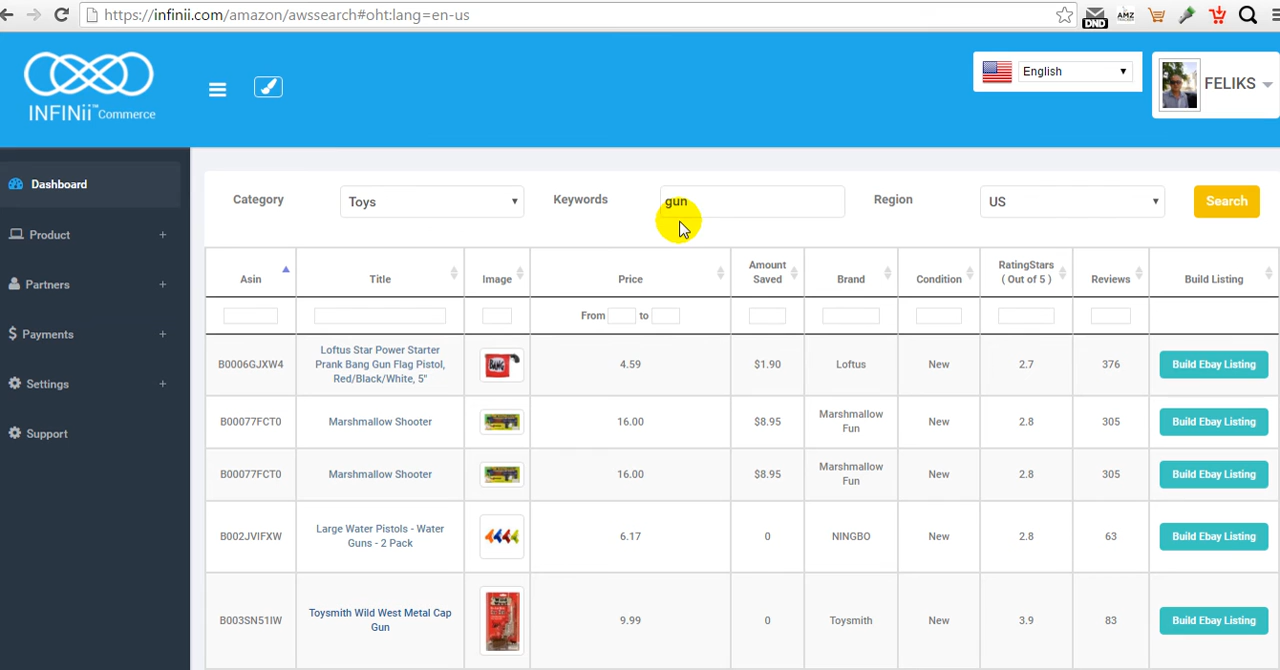 https://infinii.com/amazon/awssearch#oht:lang=en-us
DND
AMZ
INFINii™Commerce
English
FELIKS
Dashboard
Product +
Partners +
$ Payments +
Settings +
Support
Category
Toys
Keywords
gun
Region
US
Search
Asin
Title
Image
Price
Amount
Saved
Brand
Condition
RatingStars
( Out of 5 )
Reviews
Build Listing
From to
B0006GJXW4
Loftus Star Power Starter
Prank Bang Gun Flag Pistol,
Red/Black/White, 5"
BANG
4.59
$1.90
Loftus
New
2.7
376
Build Ebay Listing
B00077FCT0
Marshmallow Shooter
16.00
$8.95
Marshmallow
Fun
New
2.8
305
Build Ebay Listing
B00077FCT0
Marshmallow Shooter
16.00
$8.95
Marshmallow
Fun
New
2.8
305
Build Ebay Listing
B002JVIFXW
Large Water Pistols - Water
Guns - 2 Pack
6.17
0
NINGBO
New
2.8
63
Build Ebay Listing
B003SN51IW
Toysmith Wild West Metal Cap
Gun
9.99
0
Toysmith
New
3.9
83
Build Ebay Listing